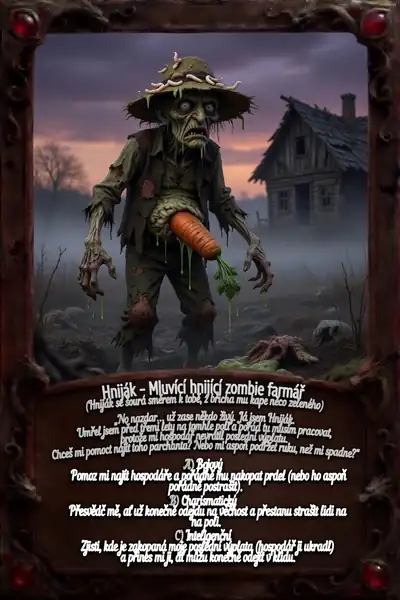 Hniják – Mluvící hnijící zombie farmář
(Hniják se šourá směrem k tobě, z břicha mu kape něco zeleného)
„No nazdar... už zase někdo živý. Já jsem Hniják.
Umřel jsem před třemi lety na tomhle poli a pořád tu musím pracovat,
protože mi hospodář nevrátil poslední výplatu.
Chceš mi pomoct najít toho parchanta? Nebo mi aspoň podržet ruku, než mi spadne?"
A) Bojový
Pomoz mi najít hospodáře a pořádně mu nakopat prdel (nebo ho aspoň
pořádně postrašit).
B) Charismatický
Přesvědč mě, ať už konečně odejdu na věčnost a přestanu strašit lidi na
na poli.
C) Inteligenční
Zjisti, kde je zakopaná moje poslední výplata (hospodář ji ukradl)
a přines mi ji, ať můžu konečně odejít v klidu.